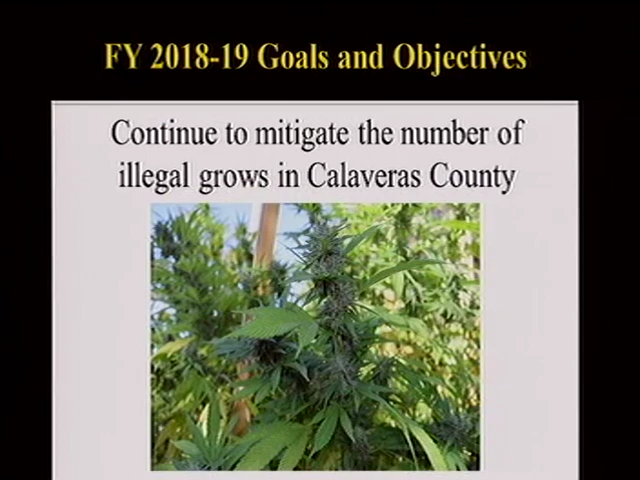 FY 2018-19 Goals and Objectives
Continue to mitigate the number of
illegal grows in Calaveras County